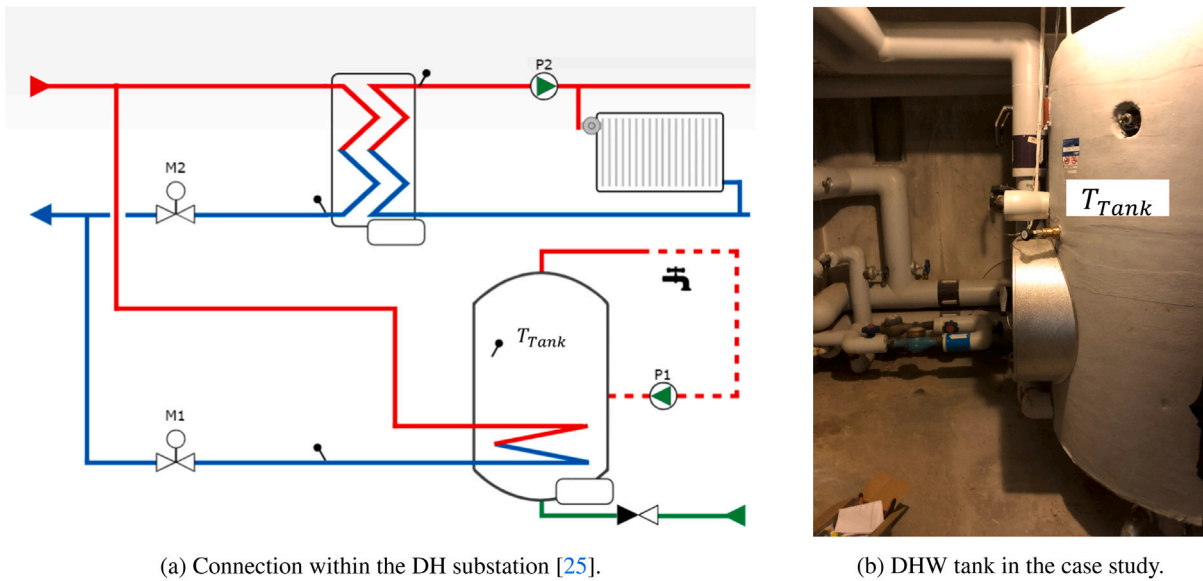 P2
M2
T_Tank
T_Tank
P1
M1
(a) Connection within the DH substation [25].
(b) DHW tank in the case study.